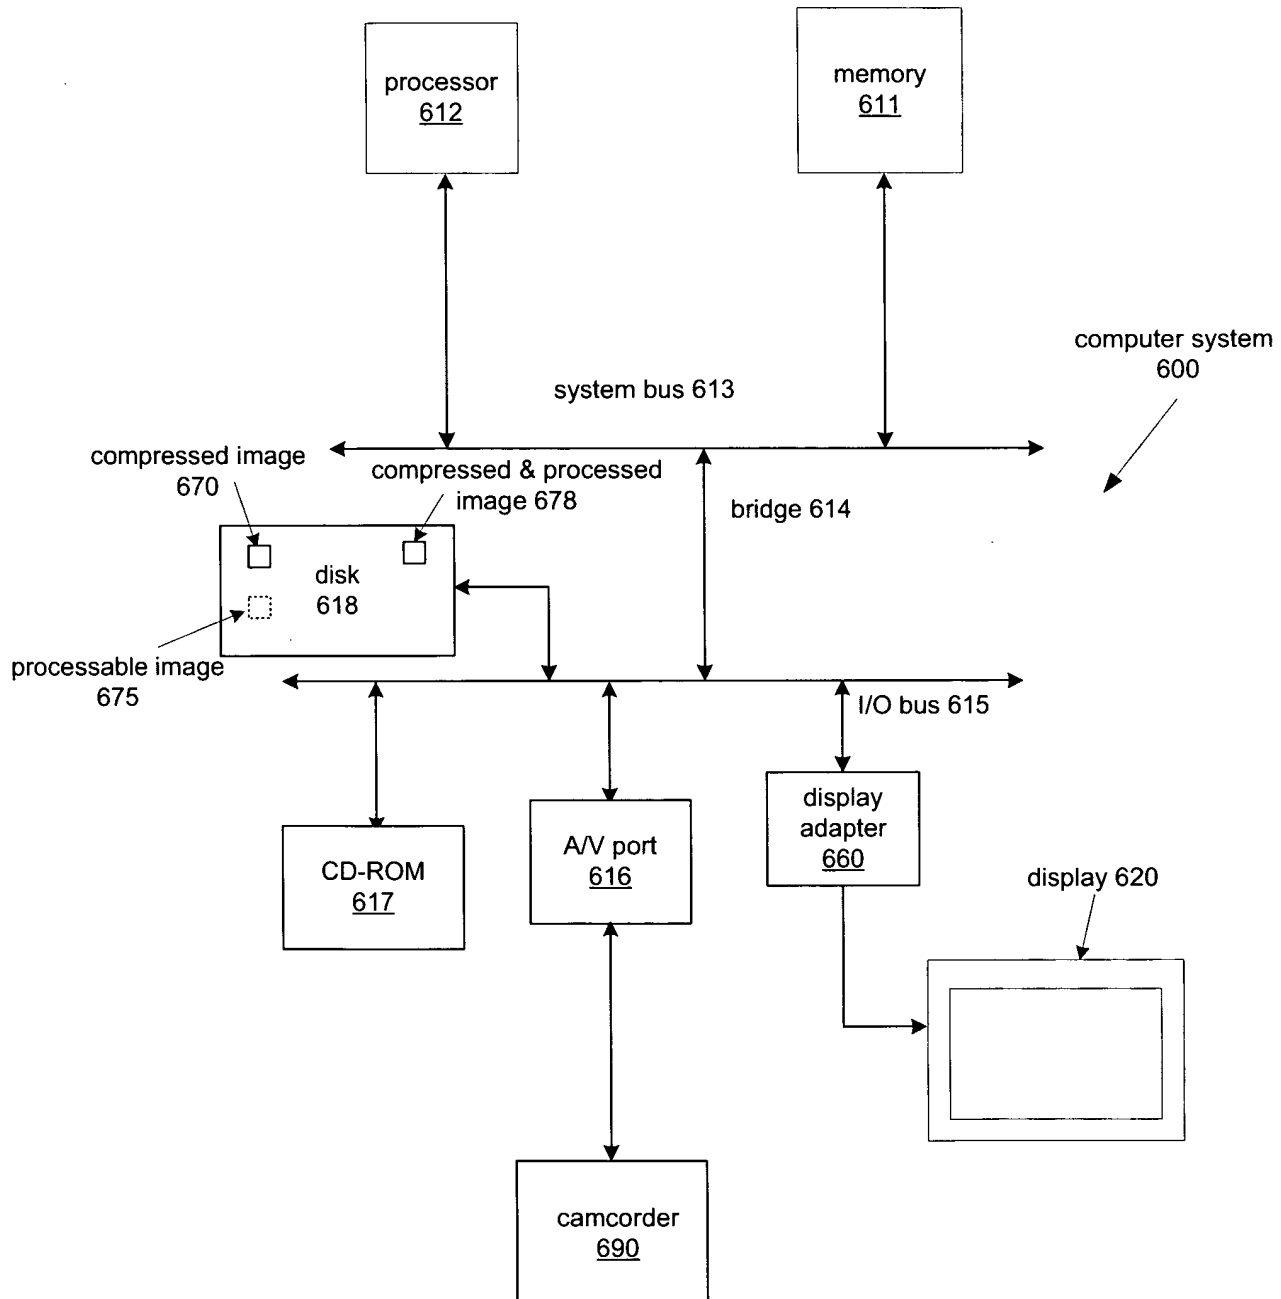 processor
612
memory
611
computer system
600
system bus 613
compressed image
670
compressed & processed
image 678
bridge 614
disk
618
processable image
675
I/O bus 615
display
adapter
660
A/V port
616
CD-ROM
617
display 620
camcorder
690